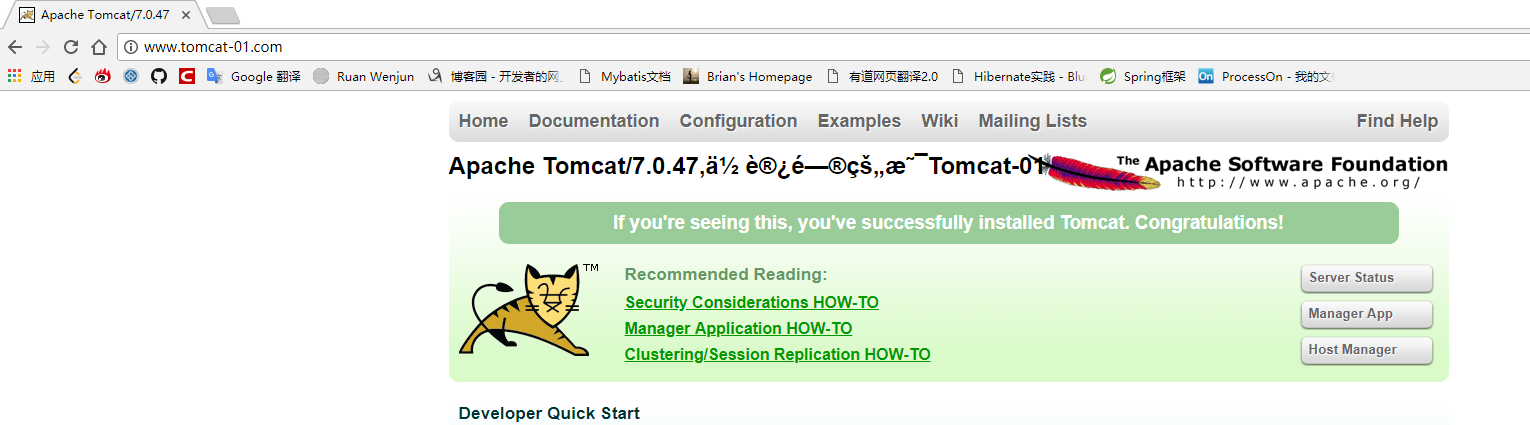 Apache Tomcat/7.0.47
www.tomcat-01.com
应用 Google 翻译 Ruan Wenjun 博客园 - 开发者的网 Mybatis文档 Brian's Homepage 有道网页翻译2.0 Hibernate实践 - Blu Spring框架 ProcessOn - 我的文
Home Documentation Configuration Examples Wiki Mailing Lists Find Help
Apache Tomcat/7.0.47,ä½ è®¿é—®çš„æ˜¯Tomcat-01
The Apache Software Foundation
http://www.apache.org/
If you're seeing this, you've successfully installed Tomcat. Congratulations!
TM
Recommended Reading:
Security Considerations HOW-TO
Manager Application HOW-TO
Clustering/Session Replication HOW-TO
Server Status
Manager App
Host Manager
Developer Quick Start